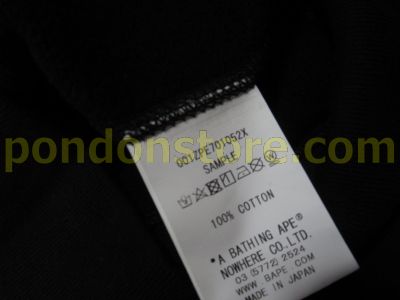 001ZPE701052X
SAMPLE
pondonstore.com
100% COTTON
*A BATHING APE®
NOWHERE CO.LTD.
03(5772)2524
WWW.BAPE.COM
MADE IN JAPAN